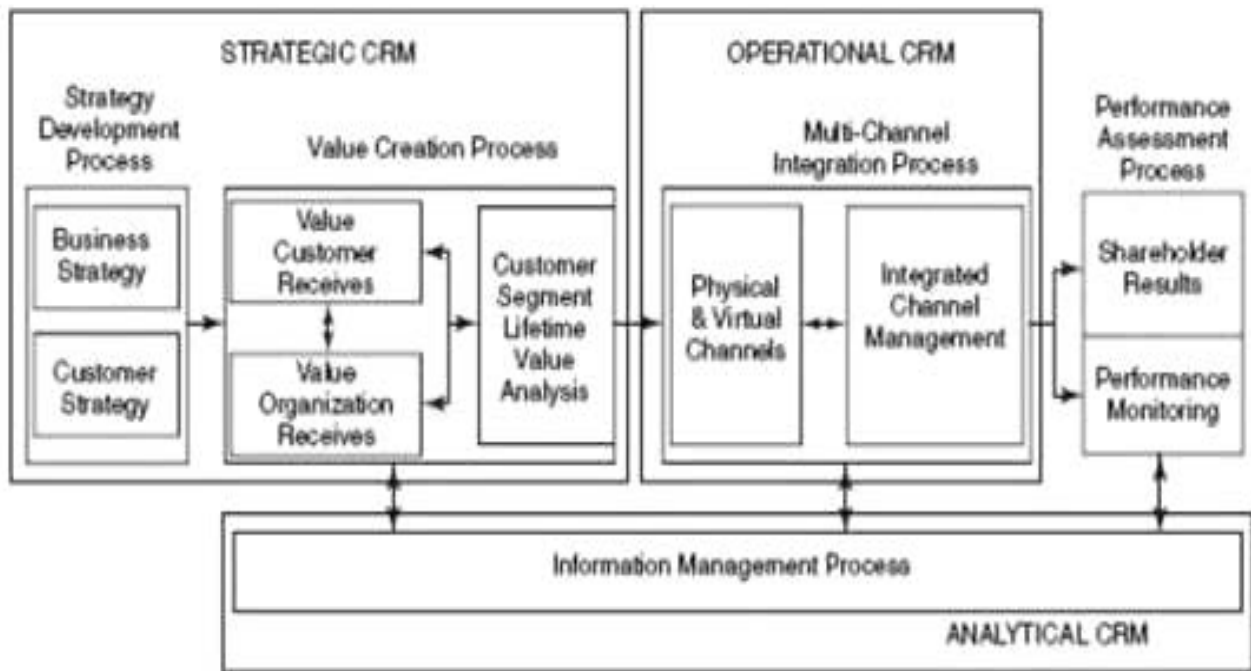 STRATEGIC CRM
OPERATIONAL CRM
Strategy
Development
Process
Value Creation Process
Multi-Channel
Integration Process
Performance
Assessment
Process
Business
Strategy
Customer
Strategy
Value
Customer
Receives
Value
Organization
Receives
Customer
Segment
Lifetime
Value
Analysis
Physical
& Virtual
Channels
Integrated
Channel
Management
Shareholder
Results
Performance
Monitoring
Information Management Process
ANALYTICAL CRM